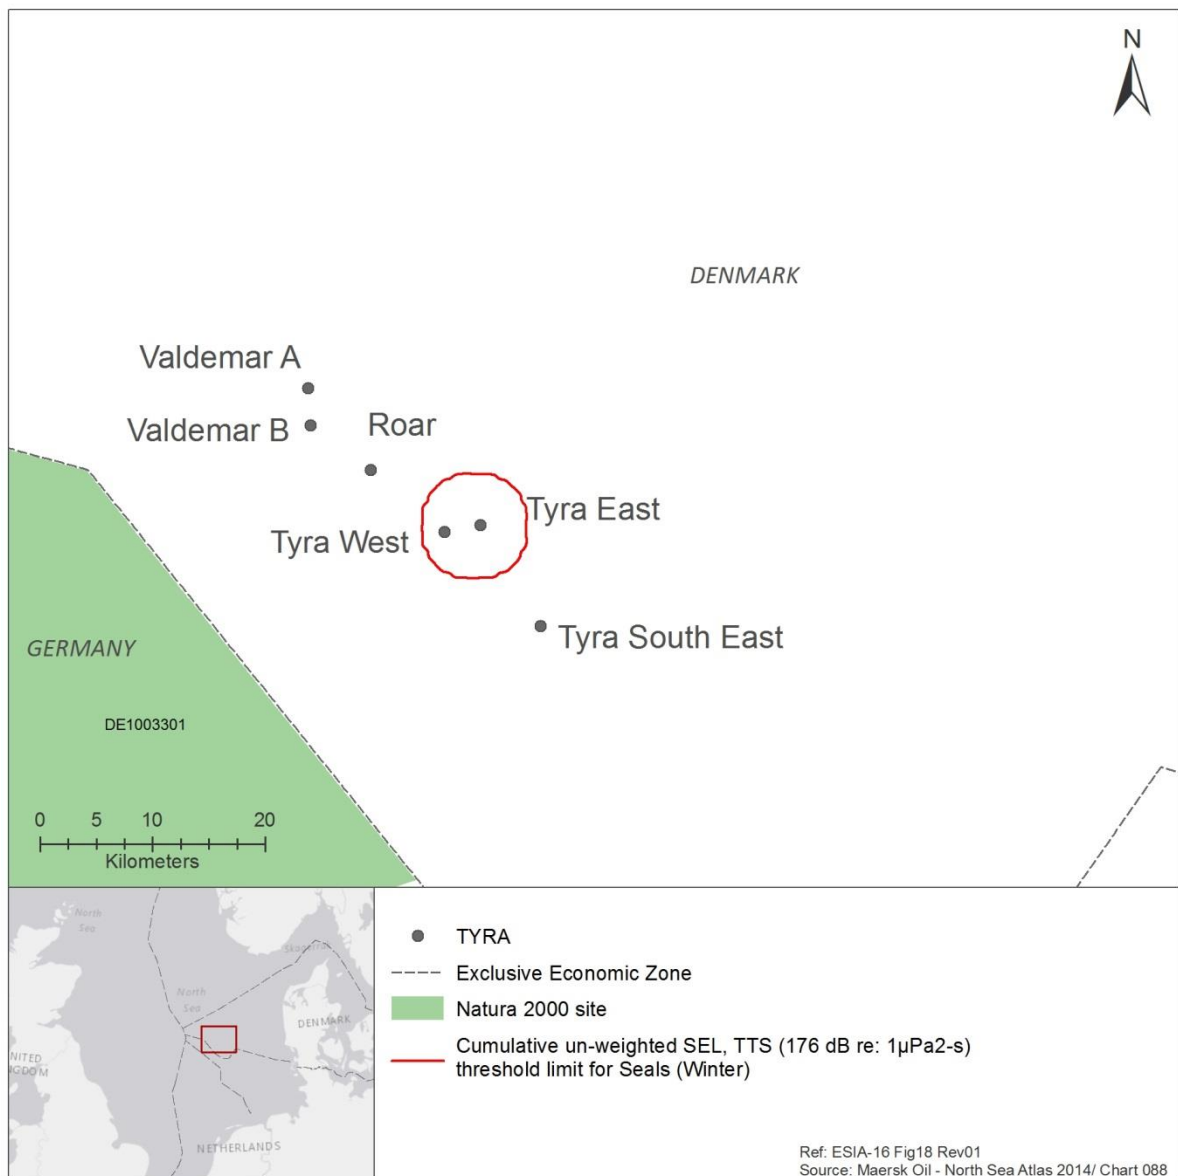 N
DENMARK
Valdemar A
Valdemar B
Roar
Tyra East
Tyra West
Tyra South East
GERMANY
DE1003301
0 5 10 20
Kilometers
North
Sea
Skagerrak
North
Sea
DENMARK
NITED
NGDOM
NETHERLANDS
TYRA
Exclusive Economic Zone
Natura 2000 site
Cumulative un-weighted SEL, TTS (176 dB re: 1µPa2-s)
threshold limit for Seals (Winter)
Ref: ESIA-16 Fig18 Rev01
Source: Maersk Oil - North Sea Atlas 2014/ Chart 088